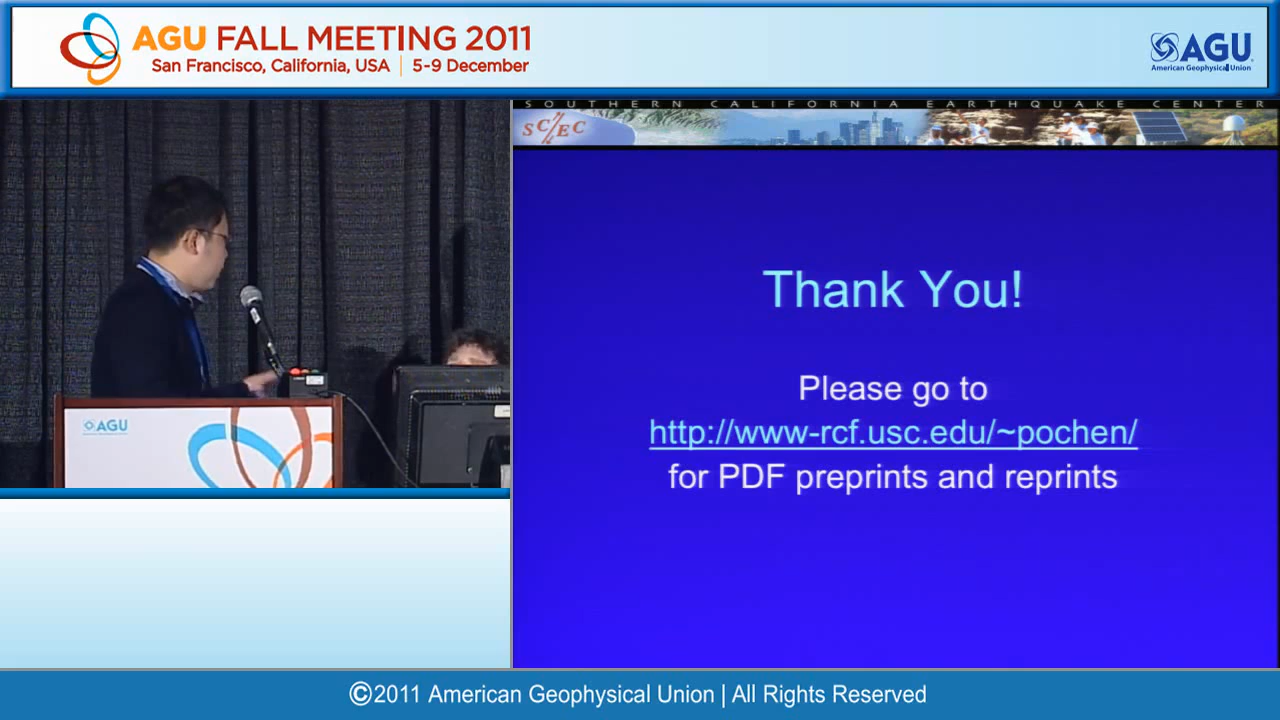 AGU FALL MEETING 2011
San Francisco, California, USA | 5-9 December
AGU
American Geophysical Union
SOUTHERN CALIFORNIA EARTHQUAKE CENTER
SC/EC
AGU
Thank You!
Please go to
http://www-rcf.usc.edu/~pochen/
for PDF preprints and reprints
©2011 American Geophysical Union | All Rights Reserved